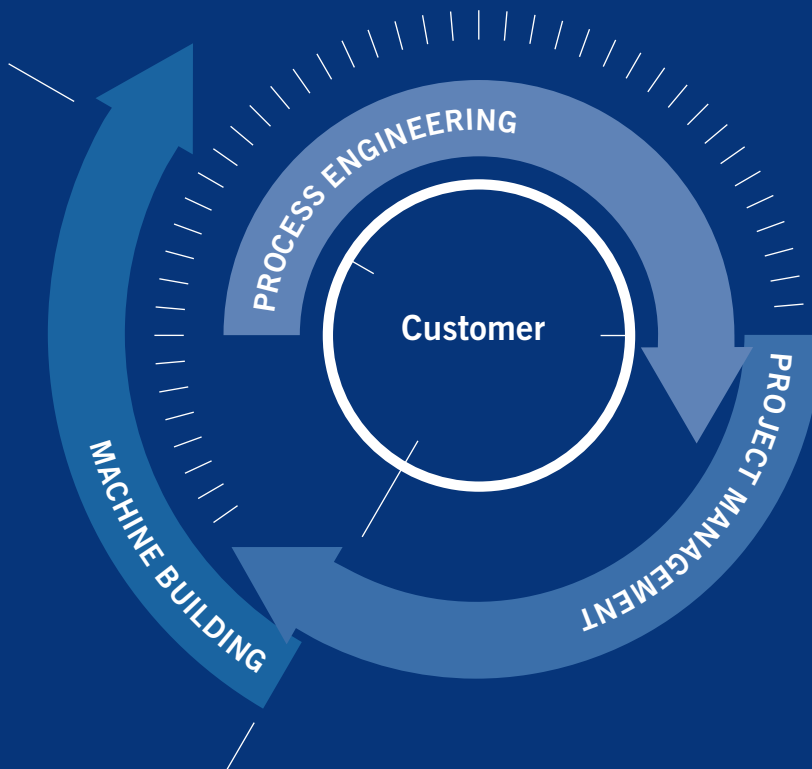 PROCESS ENGINEERING
Customer
PROJECT MANAGEMENT
MACHINE BUILDING